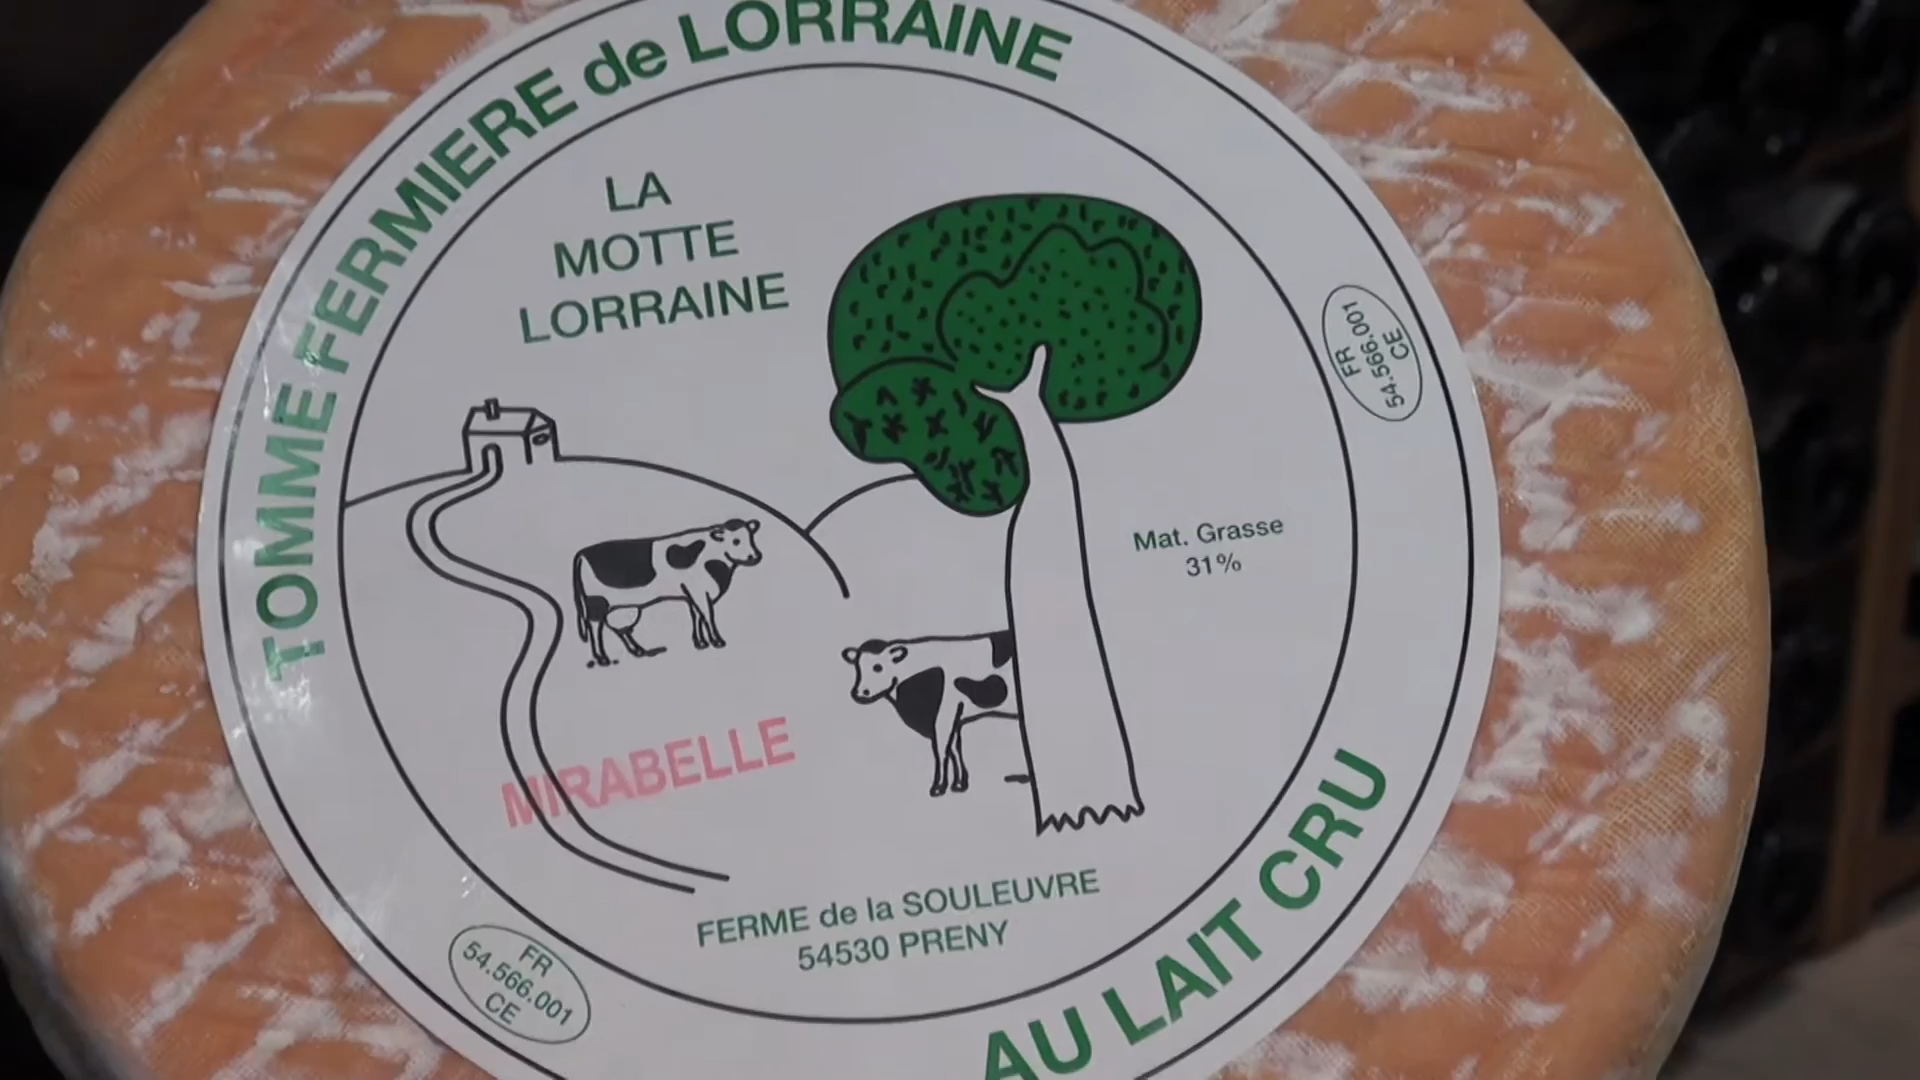 TOMME FERMIERE de LORRAINE
LA
MOTTE
LORRAINE
FR
54.566.001
CE
Mat. Grasse
31%
MIRABELLE
FERME de la SOULEUVRE
54530 PRENY
FR
54.566.001
CE
AU LAIT CRU